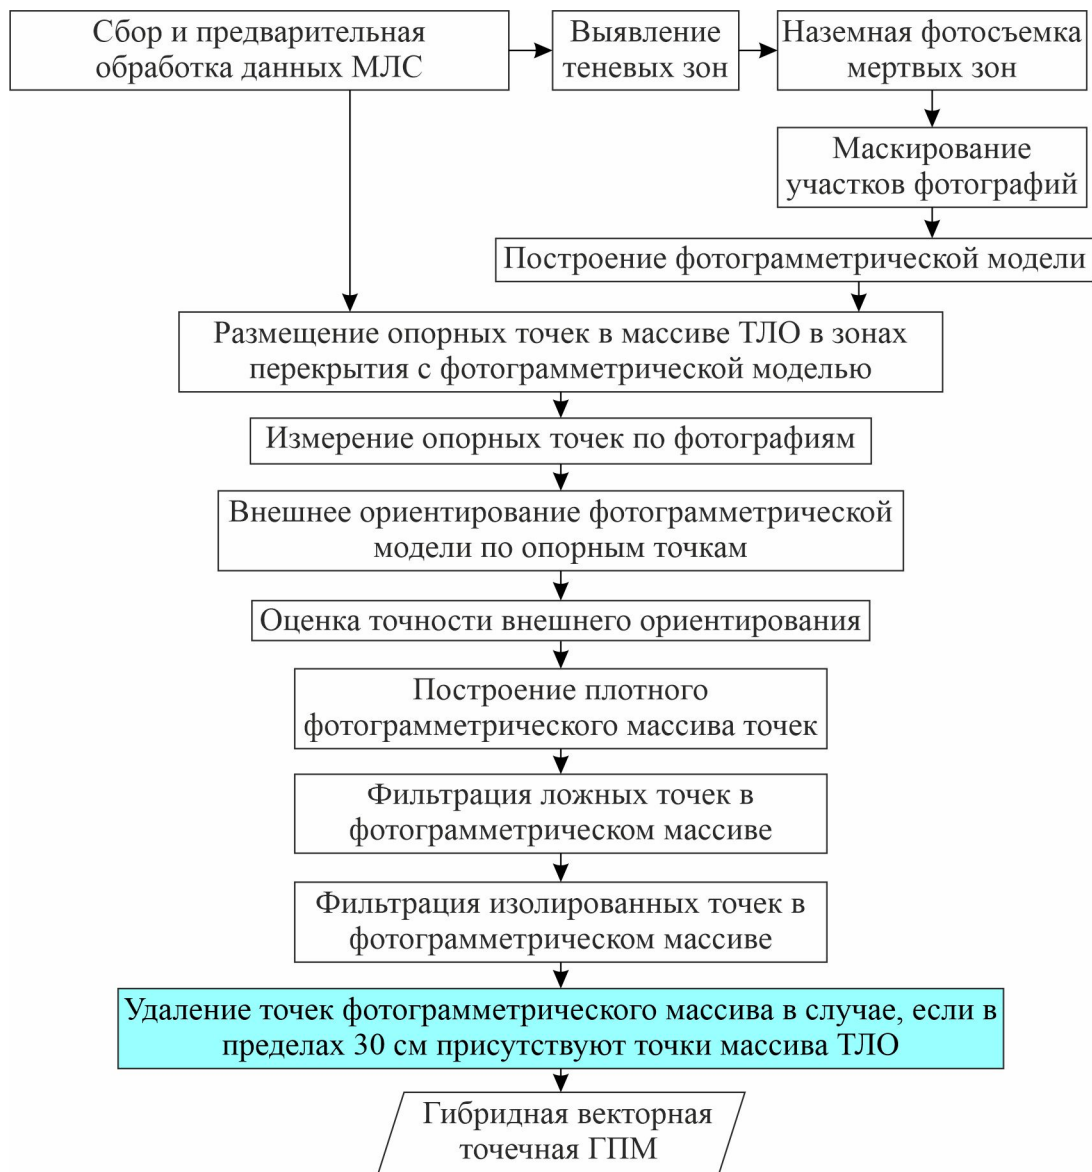 Сбор и предварительная
обработка данных МЛС
Выявление
теневых зон
Наземная фотосъемка
мертвых зон
Маскирование
участков фотографий
Построение фотограмметрической модели
Размещение опорных точек в массиве ТЛО в зонах
перекрытия с фотограмметрической моделью
Измерение опорных точек по фотографиям
Внешнее ориентирование фотограмметрической
модели по опорным точкам
Оценка точности внешнего ориентирования
Построение плотного
фотограмметрического массива точек
Фильтрация ложных точек в
фотограмметрическом массиве
Фильтрация изолированных точек в
фотограмметрическом массиве
Удаление точек фотограмметрического массива в случае, если в
пределах 30 см присутствуют точки массива ТЛО
Гибридная векторная
точечная ГПМ